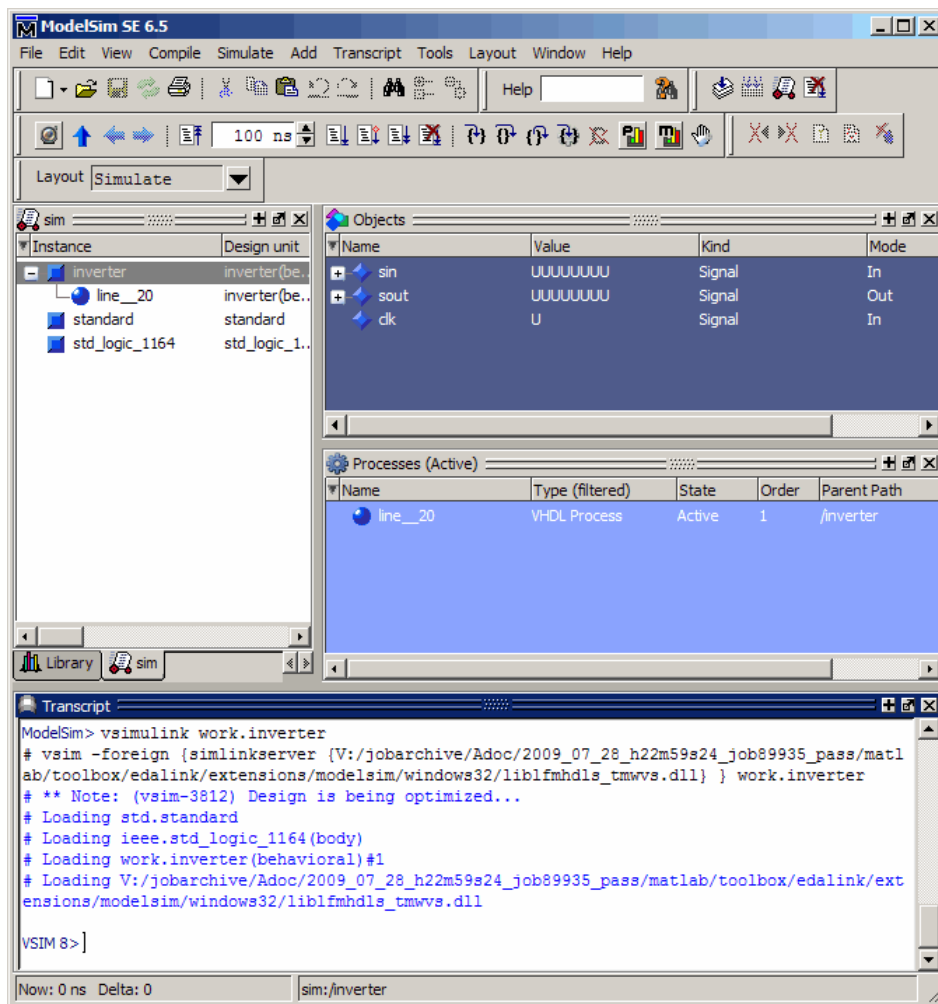 ModelSim SE 6.5
File Edit View Compile Simulate Add Transcript Tools Layout Window Help
Help
100 ns
Layout Simulate
sim
Instance Design unit
inverter inverter(be..
line__20 inverter(be..
standard standard
std_logic_1164 std_logic_1..
Library sim
Objects
Name Value Kind Mode
sin UUUUUUUU Signal In
sout UUUUUUUU Signal Out
clk U Signal In
Processes (Active)
Name Type (filtered) State Order Parent Path
line__20 VHDL Process Active 1 /inverter
Transcript
ModelSim> vsimulink work.inverter
# vsim -foreign {simlinkserver {V:/jobarchive/Adoc/2009_07_28_h22m59s24_job89935_pass/matl
ab/toolbox/edalink/extensions/modelsim/windows32/liblfmhdls_tmwvs.dll} } work.inverter
# ** Note: (vsim-3812) Design is being optimized...
# Loading std.standard
# Loading ieee.std_logic_1164(body)
# Loading work.inverter(behavioral)#1
# Loading V:/jobarchive/Adoc/2009_07_28_h22m59s24_job89935_pass/matlab/toolbox/edalink/ext
ensions/modelsim/windows32/liblfmhdls_tmwvs.dll
VSIM 8>
Now: 0 ns Delta: 0 sim:/inverter